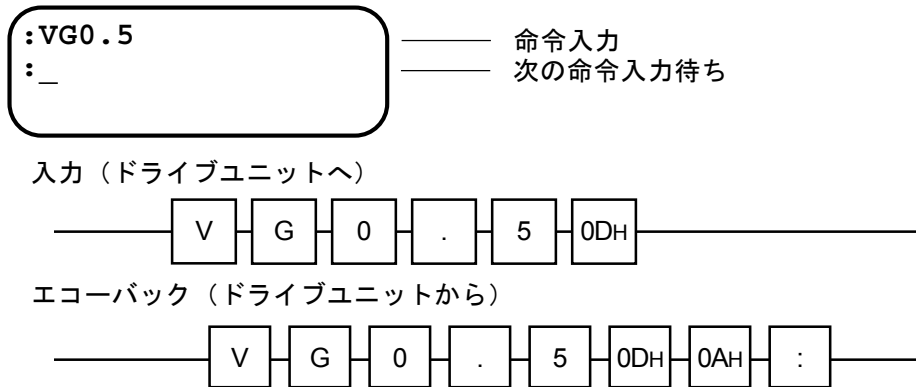 :VG0.5 命令入力
:_ 次の命令入力待ち
入力（ドライブユニットへ）
V G 0 . 5 0DH
エコーバック（ドライブユニットから）
V G 0 . 5 0DH 0AH :